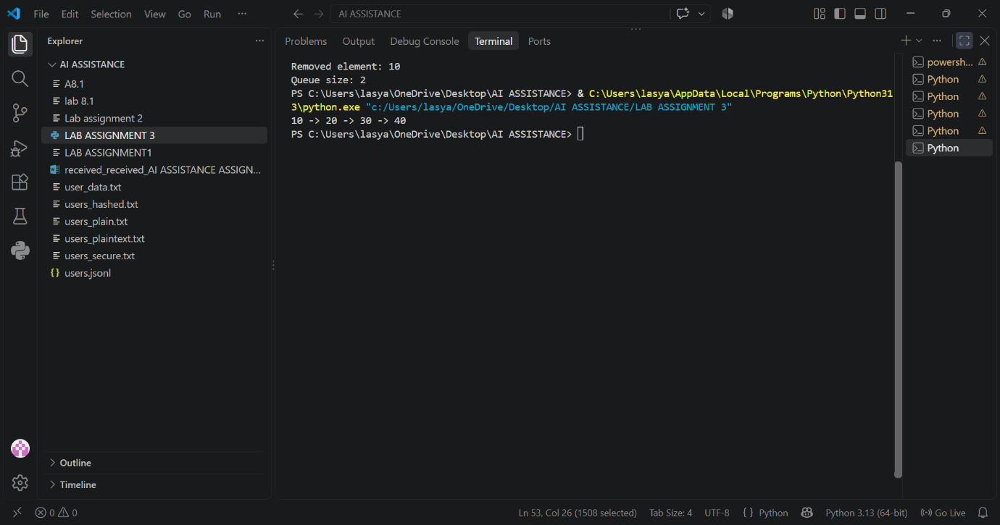 File Edit Selection View Go Run ···
AI ASSISTANCE
Explorer
AI ASSISTANCE
A8.1
lab 8.1
Lab assignment 2
LAB ASSIGNMENT 3
LAB ASSIGNMENT1
received_received_AI ASSISTANCE ASSIGN...
user_data.txt
users_hashed.txt
users_plain.txt
users_plaintext.txt
users_secure.txt
{} users.jsonl
Outline
Timeline
Problems Output Debug Console Terminal Ports
Removed element: 10
Queue size: 2
PS C:\Users\lasya\OneDrive\Desktop\AI ASSISTANCE> & C:\Users\lasya\AppData\Local\Programs\Python\Python31
3\python.exe "c:/Users/lasya/OneDrive/Desktop/AI ASSISTANCE/LAB ASSIGNMENT 3"
10 -> 20 -> 30 -> 40
PS C:\Users\lasya\OneDrive\Desktop\AI ASSISTANCE>
powersh...
Python
Python
Python
Python
Python
0 0
Ln 53, Col 26 (1508 selected) Tab Size: 4 UTF-8 {} Python Python 3.13 (64-bit) Go Live